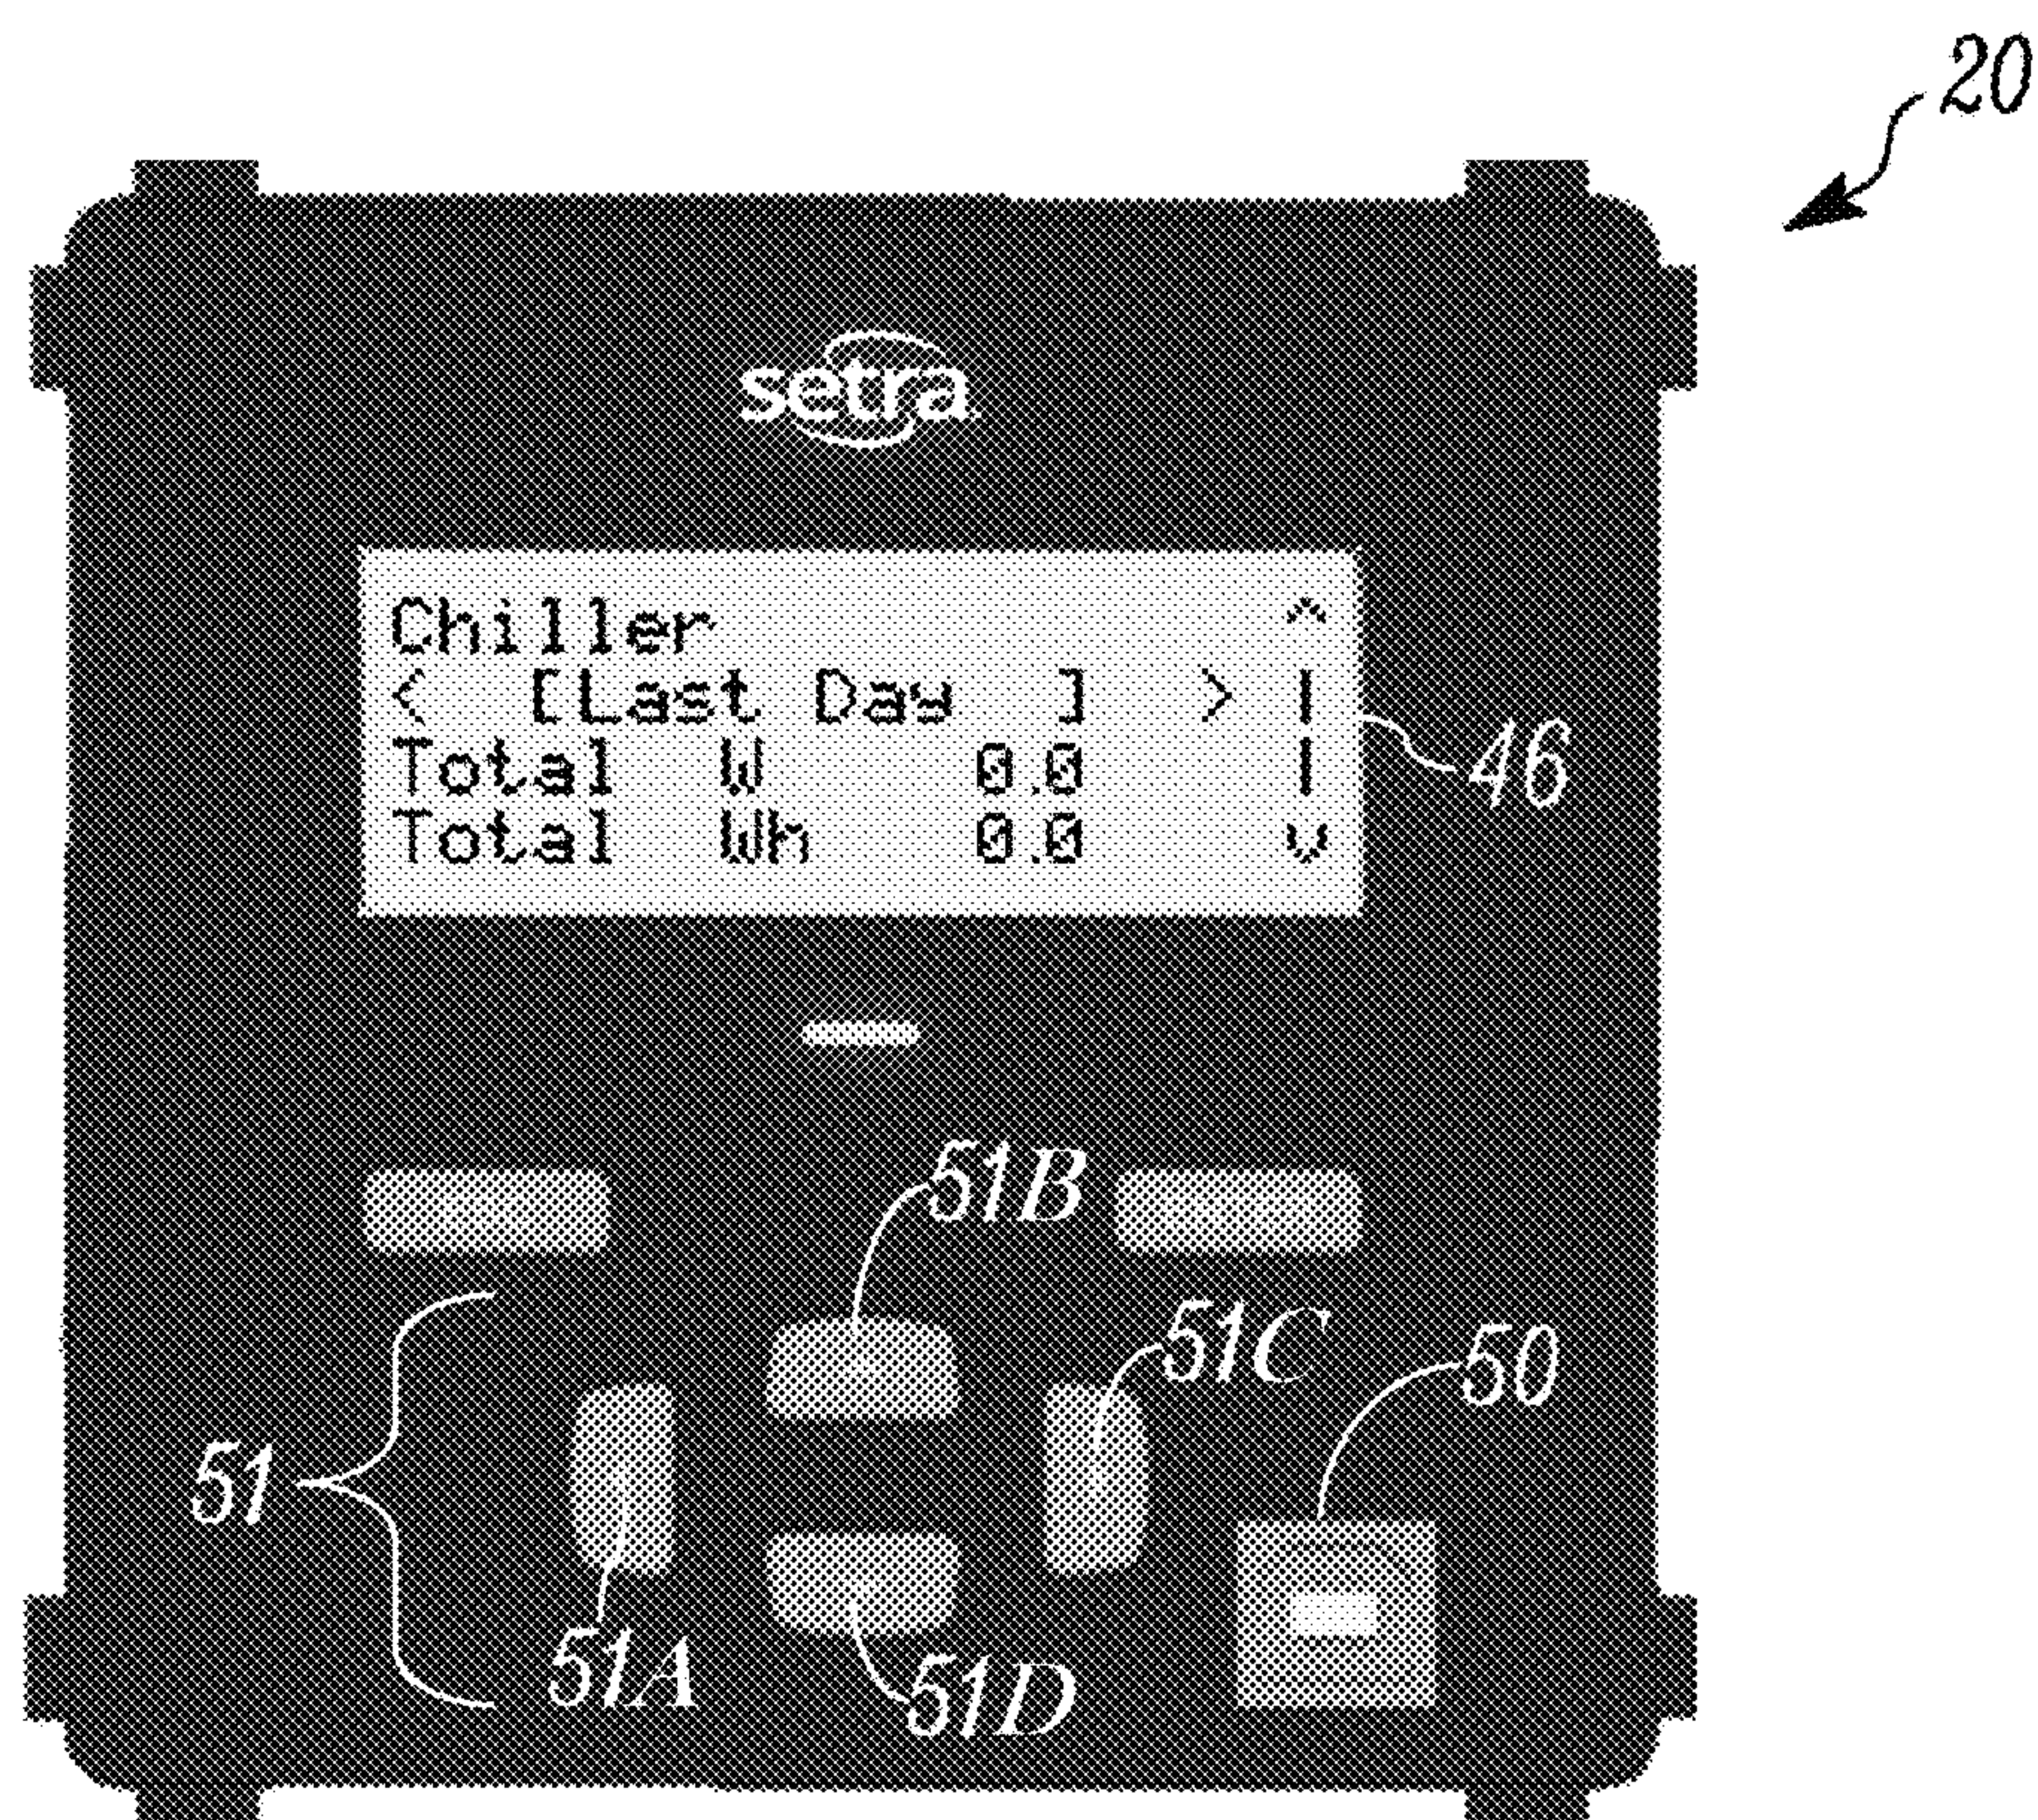 20
setra
Chiller ^
< [Last Day ] > |
Total W 0.0 |
Total Wh 0.0 v
46
51B
51C
50
51
51A
51D